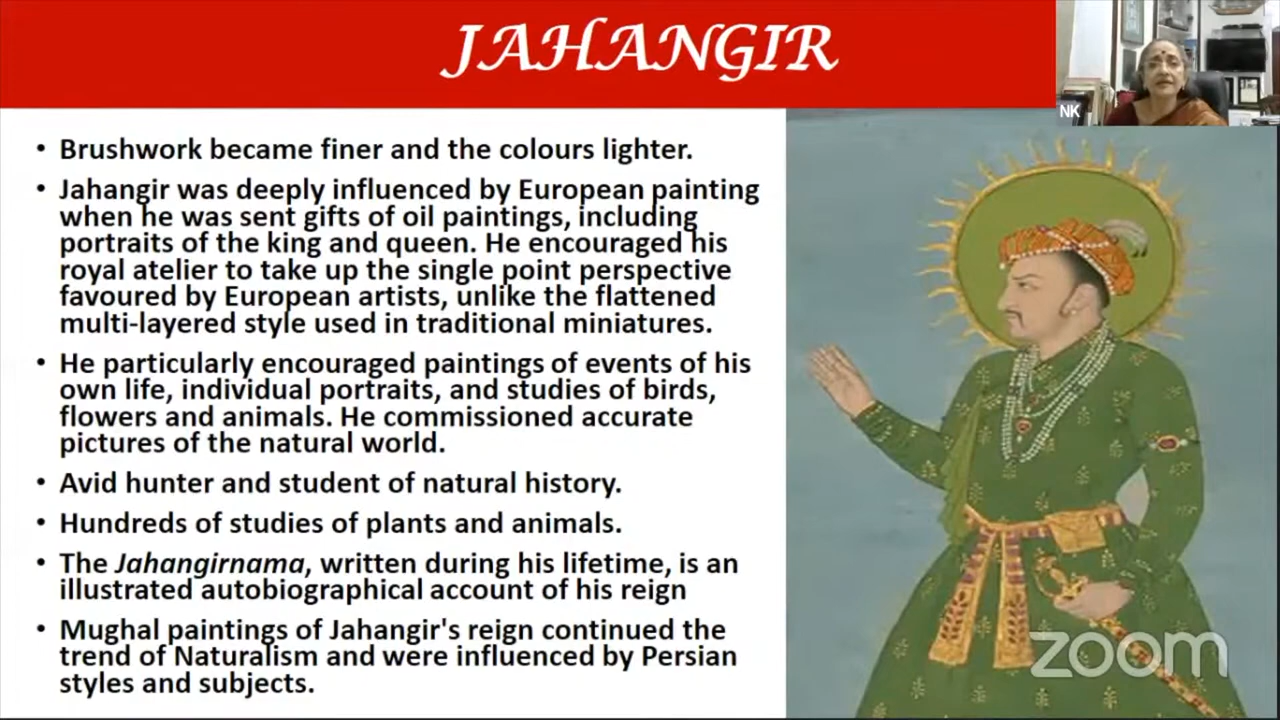 JAHANGIR
NK
• Brushwork became finer and the colours lighter.
• Jahangir was deeply influenced by European painting
when he was sent gifts of oil paintings, including
portraits of the king and queen. He encouraged his
royal atelier to take up the single point perspective
favoured by European artists, unlike the flattened
multi-layered style used in traditional miniatures.
• He particularly encouraged paintings of events of his
own life, individual portraits, and studies of birds,
flowers and animals. He commissioned accurate
pictures of the natural world.
• Avid hunter and student of natural history.
• Hundreds of studies of plants and animals.
• The Jahangirnama, written during his lifetime, is an
illustrated autobiographical account of his reign
• Mughal paintings of Jahangir's reign continued the
trend of Naturalism and were influenced by Persian
styles and subjects.
zoom